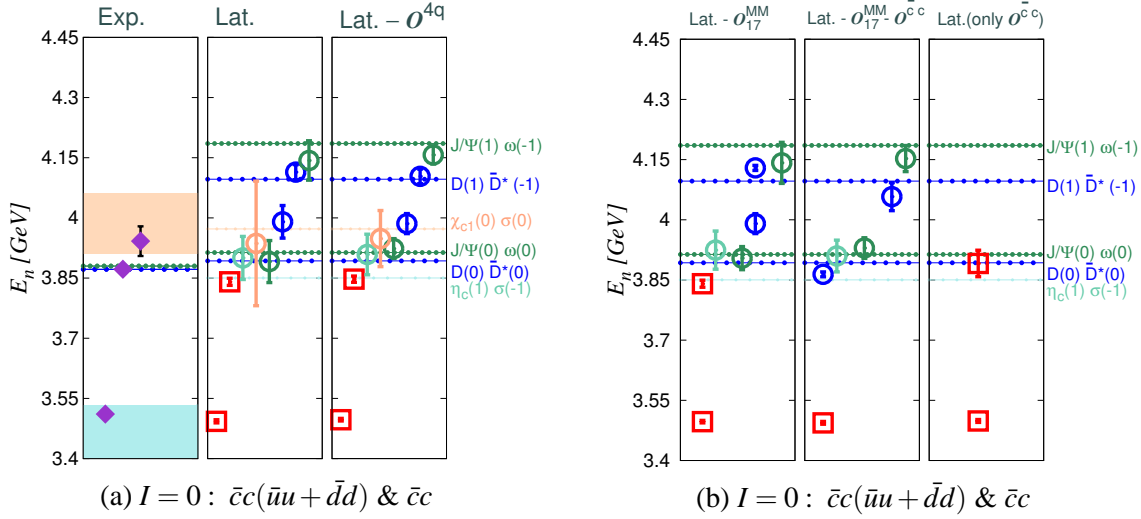 Exp. Lat. Lat. – O^{4q}
4.45
4.3
4.15
4
3.85
3.7
3.55
3.4
E_n [GeV]
J/Ψ(1) ω(-1)
D(1) D̄* (-1)
χ_{c1}(0) σ(0)
J/Ψ(0) ω(0)
D(0) D̄*(0)
η_c(1) σ(-1)
(a) I = 0 : c̄c(ūu + d̄d) & c̄c
Lat. - O_{17}^{MM} Lat. - O_{17}^{MM} - O^{c̄c} Lat.(only O^{c̄c})
4.45
4.3
4.15
4
3.85
3.7
3.55
3.4
E_n [GeV]
J/Ψ(1) ω(-1)
D(1) D̄* (-1)
J/Ψ(0) ω(0)
D(0) D̄*(0)
η_c(1) σ(-1)
(b) I = 0 : c̄c(ūu + d̄d) & c̄c